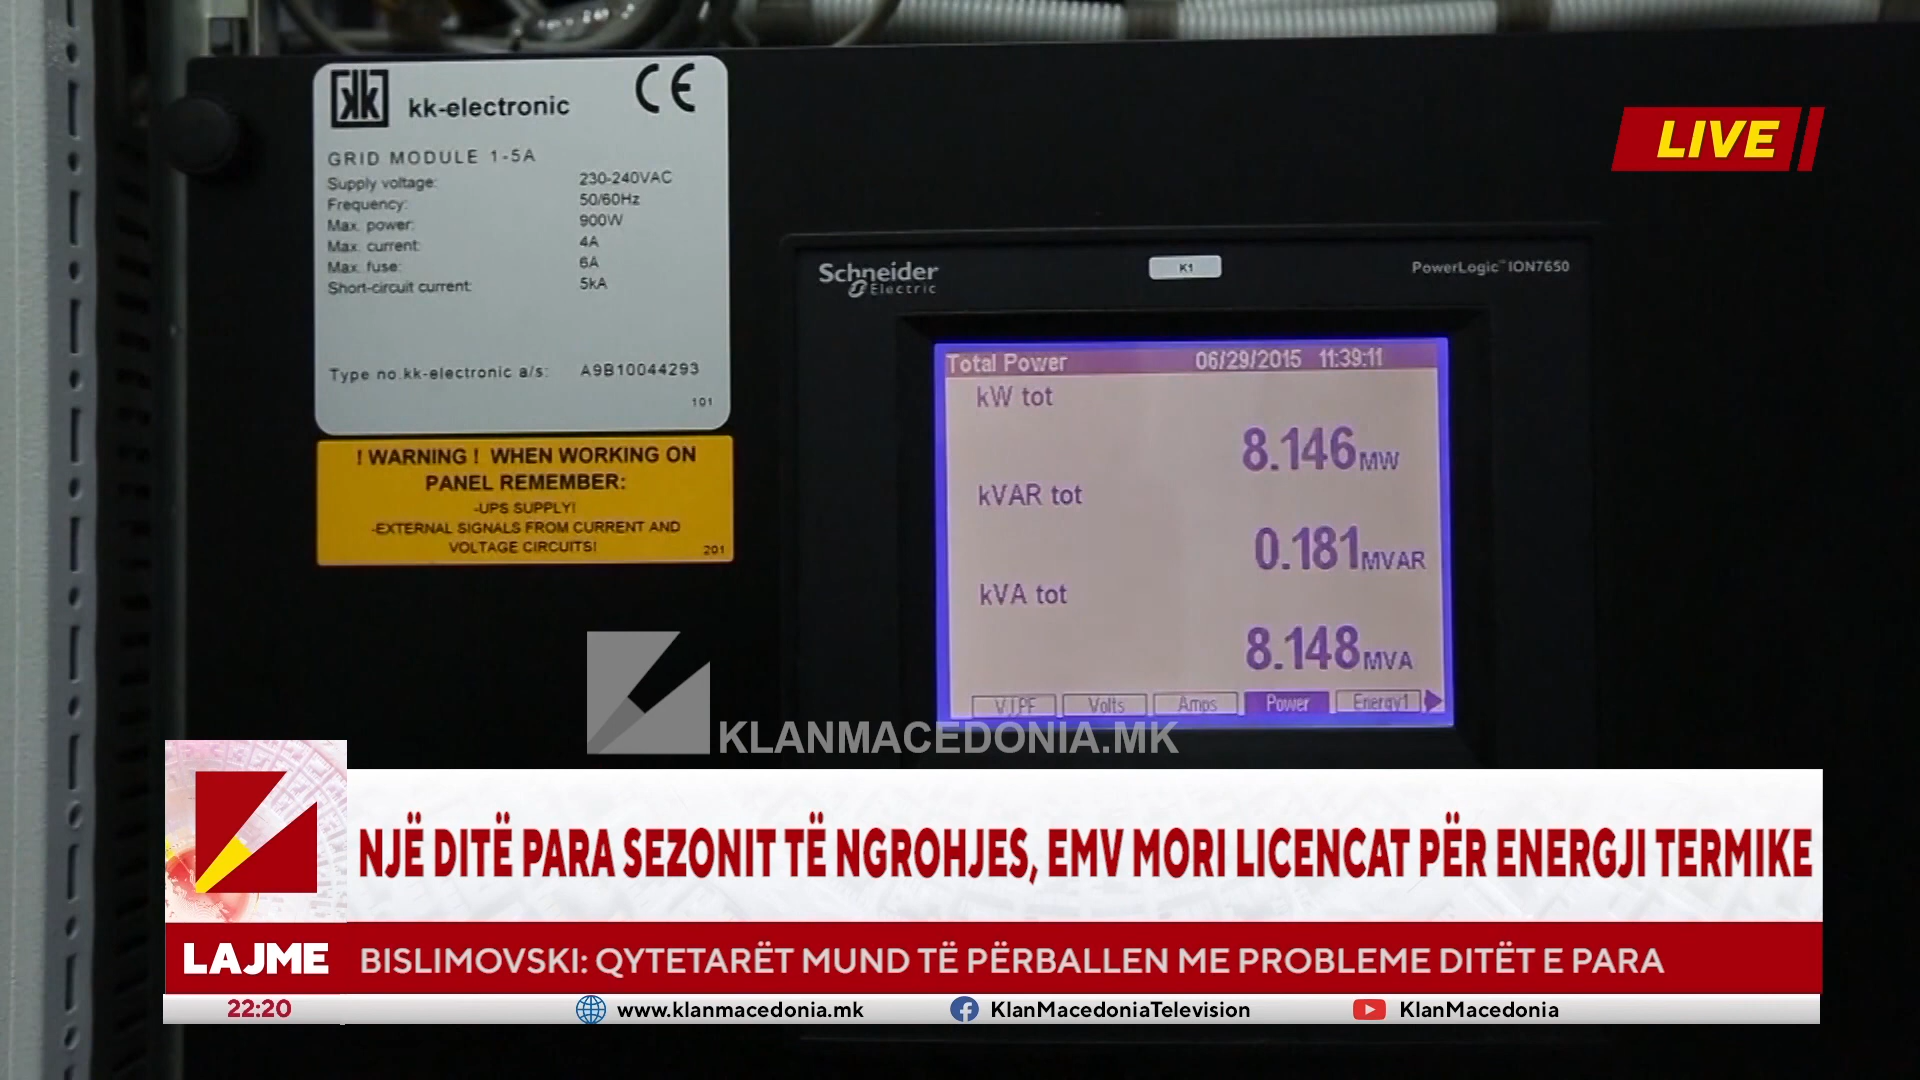 kk
kk-electronic
CE
GRID MODULE 1-5A
Supply voltage: 230-240VAC
Frequency: 50/60Hz
Max. power: 900W
Max. current: 4A
Max. fuse: 6A
Short-circuit current: 5kA
Type no.kk-electronic a/s: A9B10044293
101
! WARNING ! WHEN WORKING ON
PANEL REMEMBER:
-UPS SUPPLY!
-EXTERNAL SIGNALS FROM CURRENT AND
VOLTAGE CIRCUITS!
201
LIVE
Schneider
Electric
K1
PowerLogic™ ION7650
Total Power 06/29/2015 11:39:11
kW tot
8.146MW
kVAR tot
0.181MVAR
kVA tot
8.148MVA
V,I,PF Volts Amps Power Energy1
KLANMACEDONIA.MK
NJË DITË PARA SEZONIT TË NGROHJES, EMV MORI LICENCAT PËR ENERGJI TERMIKE
LAJME
BISLIMOVSKI: QYTETARËT MUND TË PËRBALLEN ME PROBLEME DITËT E PARA
22:20
www.klanmacedonia.mk
KlanMacedoniaTelevision
KlanMacedonia